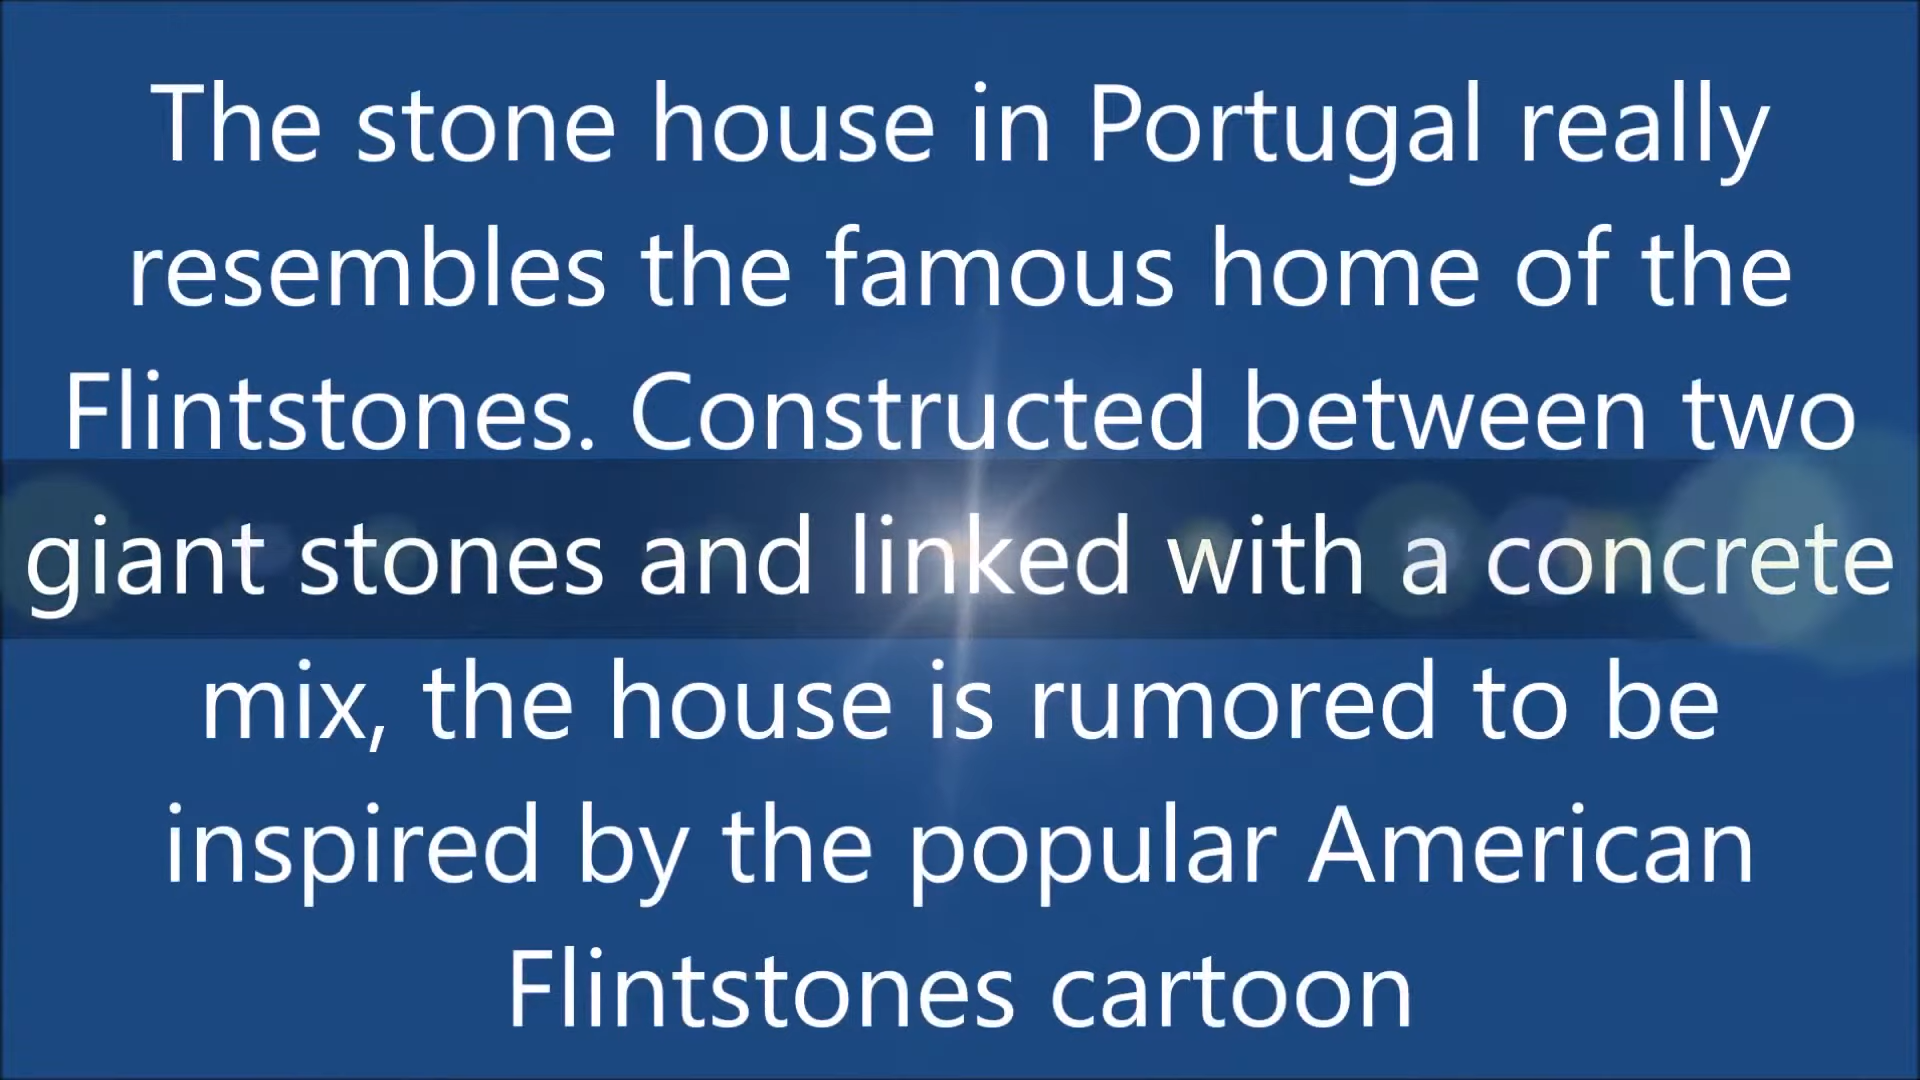 The stone house in Portugal really
resembles the famous home of the
Flintstones. Constructed between two
giant stones and linked with a concrete
mix, the house is rumored to be
inspired by the popular American
Flintstones cartoon